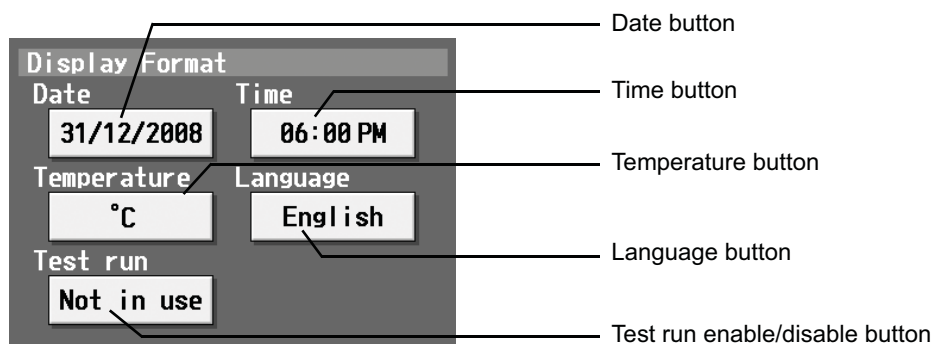 Date button
Display Format
Date Time
Time button
31/12/2008 06:00 PM
Temperature button
Temperature Language
°C English
Language button
Test run
Not in use
Test run enable/disable button